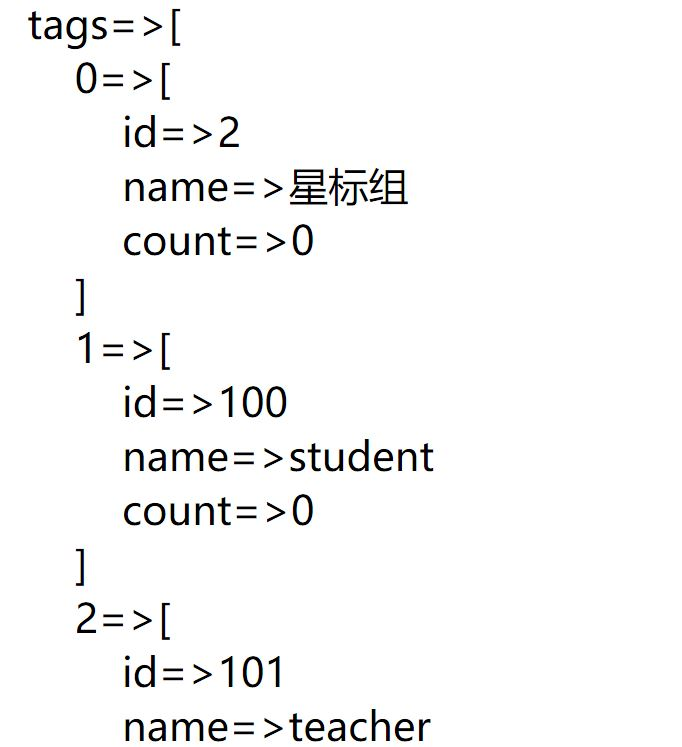 tags=>[
0=>[
id=>2
name=>星标组
count=>0
]
1=>[
id=>100
name=>student
count=>0
]
2=>[
id=>101
name=>teacher